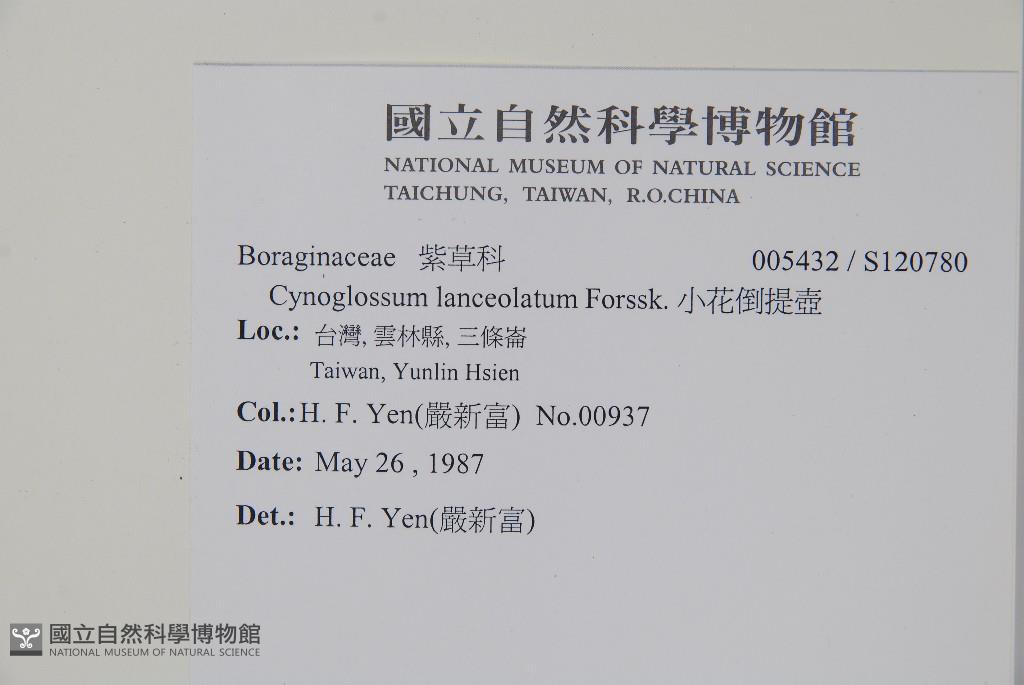 國立自然科學博物館
NATIONAL MUSEUM OF NATURAL SCIENCE
TAICHUNG, TAIWAN, R.O.CHINA
Boraginaceae 紫草科 005432 / S120780
Cynoglossum lanceolatum Forssk. 小花倒提壺
Loc.: 台灣, 雲林縣, 三條崙
Taiwan, Yunlin Hsien
Col.:H. F. Yen(嚴新富) No.00937
Date: May 26 , 1987
Det.: H. F. Yen(嚴新富)
國立自然科學博物館
NATIONAL MUSEUM OF NATURAL SCIENCE